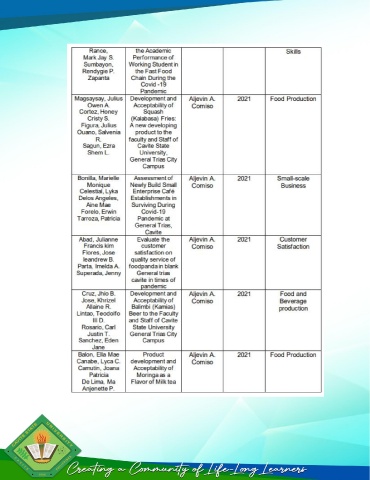 Rance,
Mark Jay S.
Sumbayon,
Rendygie P.
Zapanta
the Academic
Performance of
Working Student in
the Fast Food
Chain During the
Covid -19
Pandemic
Skills
Magsaysay, Julius
Owen A.
Cortez, Honey
Cristy S.
Figura, Julius
Ouano, Salvenia
R.
Sagun, Ezra
Shem L.
Development and
Acceptability of
Squash
(Kalabasa) Fries:
A new developing
product to the
faculty and Staff of
Cavite State
University,
General Trias City
Campus
Aljevin A.
Comiso
2021
Food Production
Bonilla, Marielle
Monique
Celestial, Lyka
Delos Angeles,
Aine Mae
Forelo, Erwin
Tarroza, Patricia
Assessment of
Newly Build Small
Enterprise Café
Establishments in
Surviving During
Covid-19
Pandemic at
General Trias,
Cavite
Aljevin A.
Comiso
2021
Small-scale
Business
Abad, Julianne
Francis kim
Flores, Jose
leandrew B.
Parta, Imelda A.
Superada, Jenny
Evaluate the
customer
satisfaction on
quality service of
foodpanda in blank
General trias
cavite in times of
pandemic
Aljevin A.
Comiso
2021
Customer
Satisfaction
Cruz, Jhio B.
Jose, Khrizel
Allaine R.
Lintao, Teodolfo
III D.
Rosario, Carl
Justin T.
Sanchez, Eden
Jane
Development and
Acceptability of
Balimbi (Kamias)
Beer to the Faculty
and Staff of Cavite
State University
General Trias City
Campus
Aljevin A.
Comiso
2021
Food and
Beverage
production
Balon, Ella Mae
Canabe, Lyca C.
Camutin, Joana
Patricia
De Lima, Ma
Anjenette P.
Product
development and
Acceptability of
Moringa as a
Flavor of Milk tea
Aljevin A.
Comiso
2021
Food Production
Creating a Community of Life-Long Learners